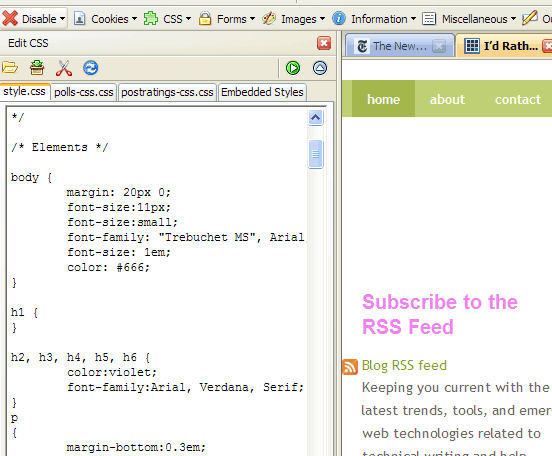 Disable Cookies CSS Forms Images Information Miscellaneous
Edit CSS
style.css polls-css.css postratings-css.css Embedded Styles
*/
/* Elements */
body {
margin: 20px 0;
font-size:11px;
font-size:small;
font-family: "Trebuchet MS", Arial
font-size: 1em;
color: #666;
}
h1 {
}
h2, h3, h4, h5, h6 {
color:violet;
font-family:Arial, Verdana, Serif;
}
p
{
margin-bottom:0.3em;
The New...
I'd Rath...
home about contact
Subscribe to the
RSS Feed
Blog RSS feed
Keeping you current with the
latest trends, tools, and emer
web technologies related to
technical writing and help